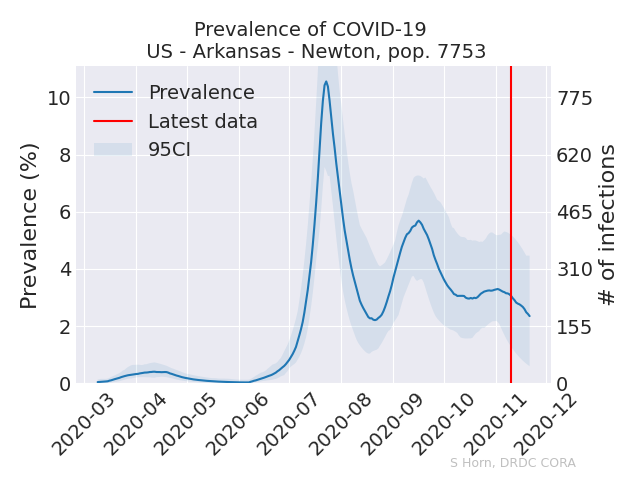 Prevalence of COVID-19
US - Arkansas - Newton, pop. 7753
Prevalence
Latest data
95CI
Prevalence (%)
10
8
6
4
2
0
775
620
465
310
155
0
# of infections
2020-03
2020-04
2020-05
2020-06
2020-07
2020-08
2020-09
2020-10
2020-11
2020-12
S Horn, DRDC CORA